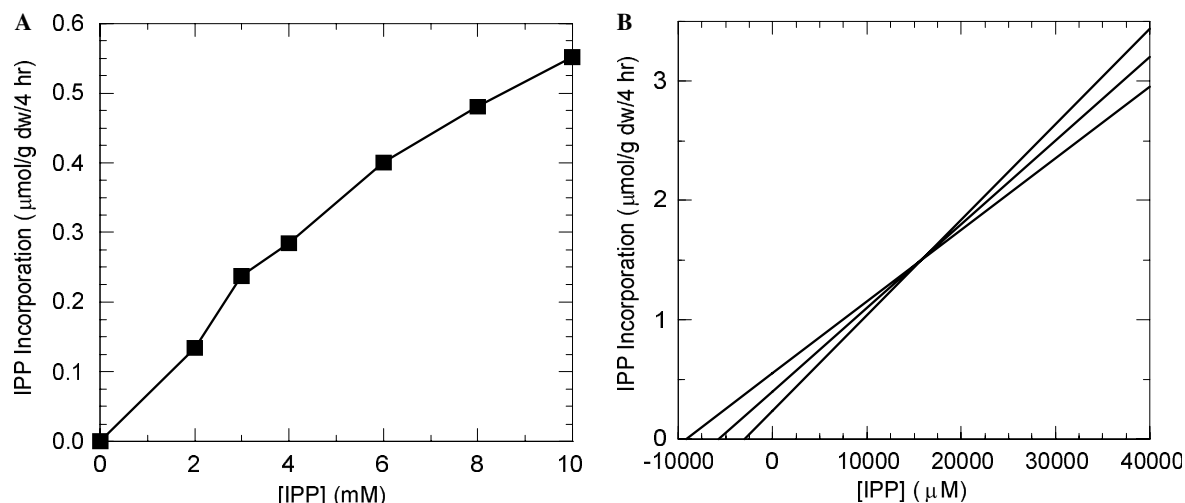 A
IPP Incorporation (μmol/g dw/4 hr)
0.6
0.5
0.4
0.3
0.2
0.1
0.0
0 2 4 6 8 10
[IPP] (mM)
B
IPP Incorporation (μmol/g dw/4 hr)
3
2
1
0
-10000 0 10000 20000 30000 40000
[IPP] (μM)